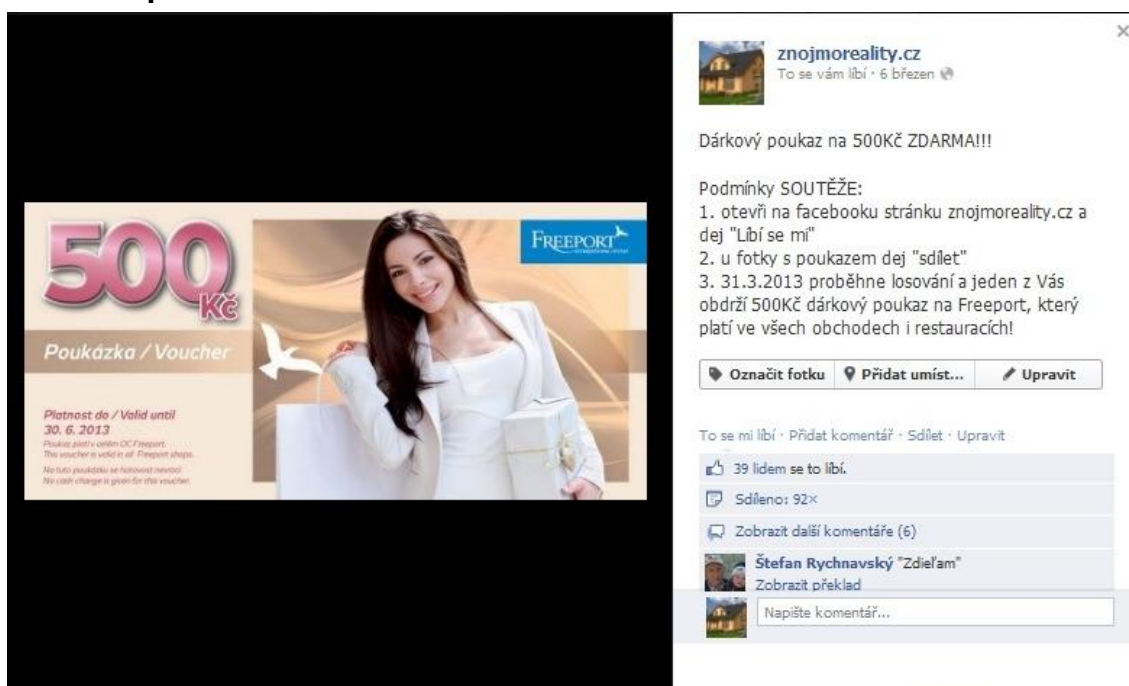 500
Kč
Poukázka / Voucher
Platnost do / Valid until
30. 6. 2013
Poukaz platí v celém OC Freeport.
This voucher is valid in all Freeport shops.
Na tuto poukázku se hotovost nevrací.
No cash change is given for this voucher.
FREEPORT
znojmoreality.cz
To se vám líbí · 6 březen
Dárkový poukaz na 500Kč ZDARMA!!!
Podmínky SOUTĚŽE:
1. otevři na facebooku stránku znojmoreality.cz a
dej "Líbí se mi"
2. u fotky s poukazem dej "sdílet"
3. 31.3.2013 proběhne losování a jeden z Vás
obdrží 500Kč dárkový poukaz na Freeport, který
platí ve všech obchodech i restauracích!
Označit fotku
Přidat umíst...
Upravit
To se mi líbí · Přidat komentář · Sdílet · Upravit
39 lidem se to líbí.
Sdíleno: 92×
Zobrazit další komentáře (6)
Štefan Rychnavský "Zdieľam"
Zobrazit překlad
Napište komentář...